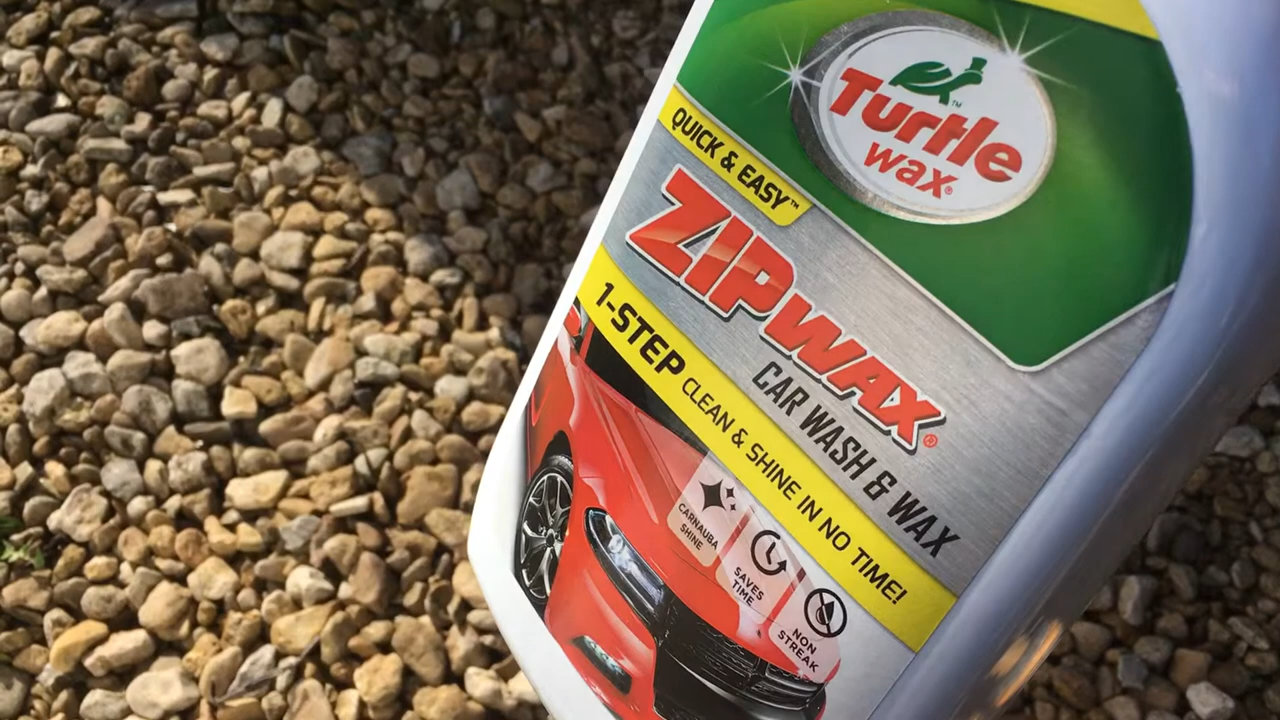 Turtle
wax®
QUICK & EASY™
ZIP WAX®
CAR WASH & WAX
1-STEP CLEAN & SHINE IN NO TIME!
CARNAUBA
SHINE
SAVES
TIME
NON
STREAK